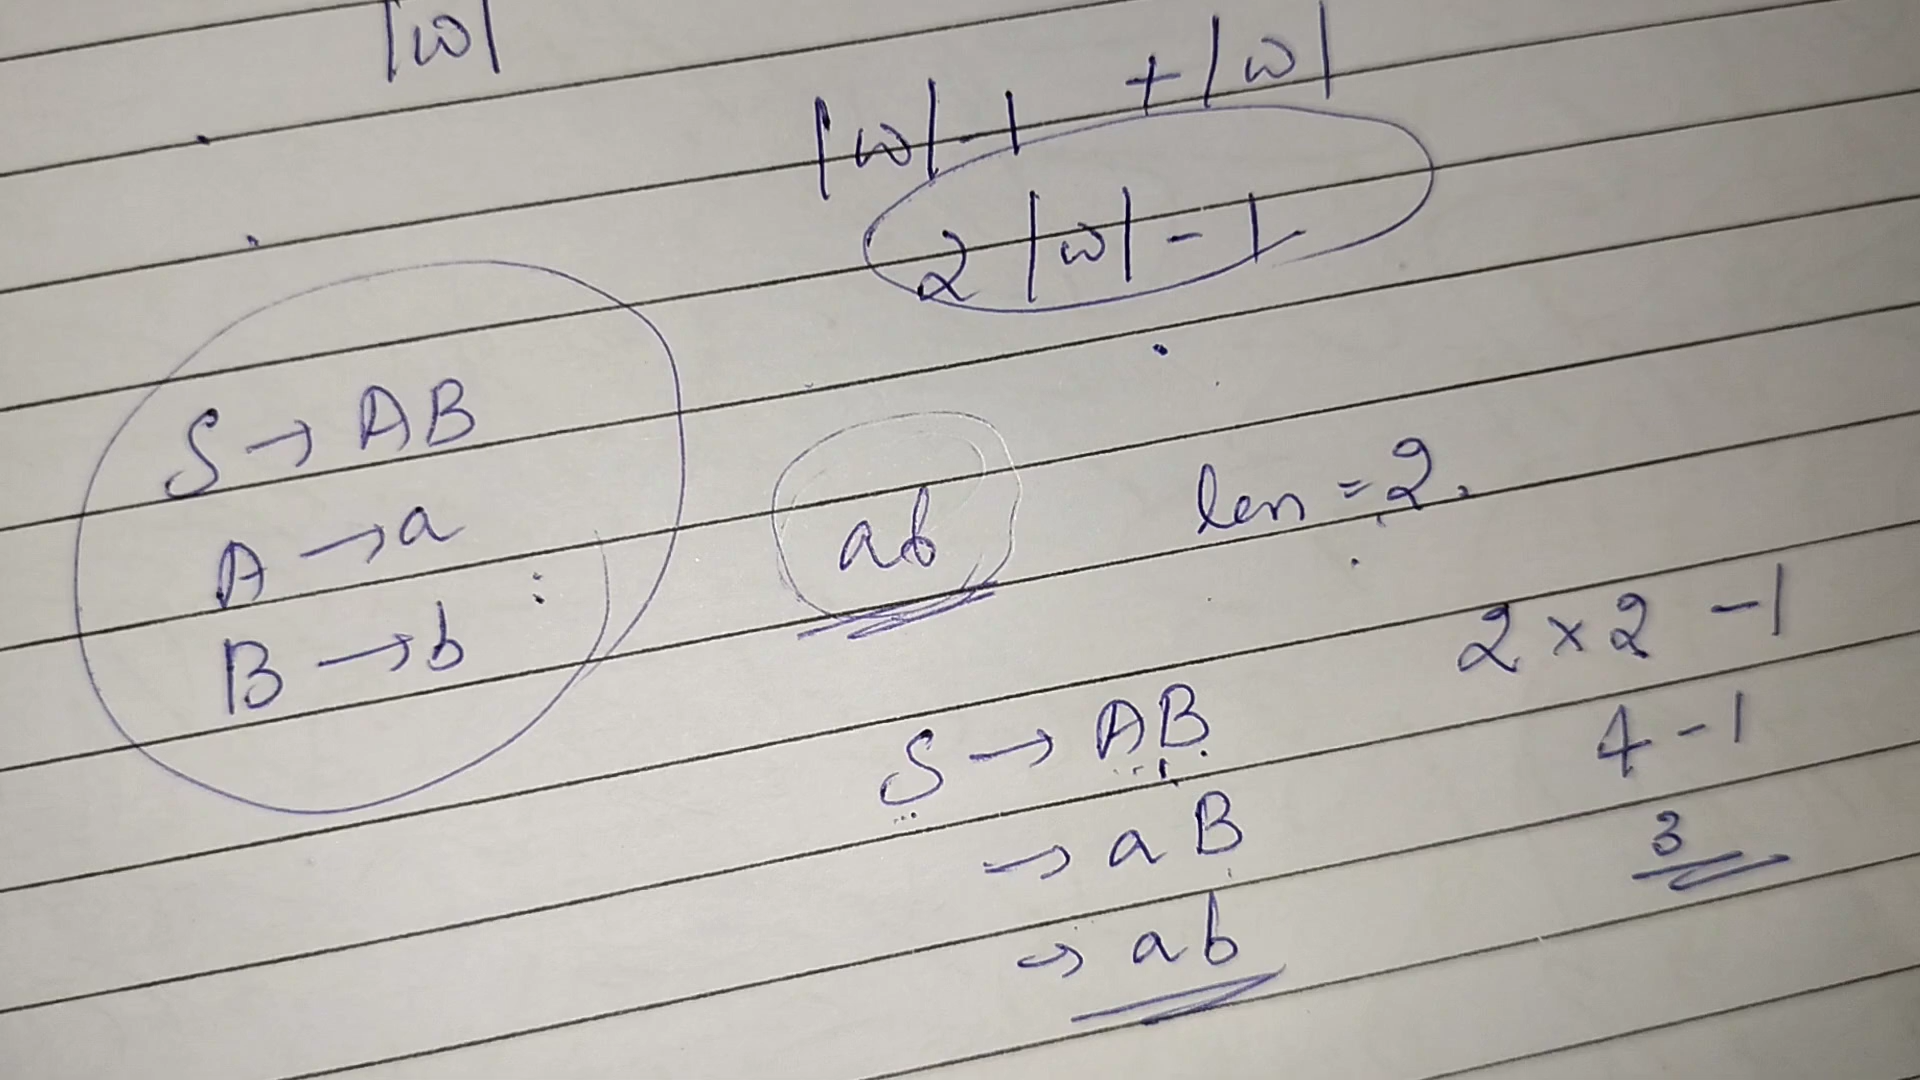 |w|
|w|-1 + |w|
2|w|-1
S → AB
A → a
B → b
ab
len = 2.
2 × 2 - 1
4 - 1
3
S → AB
→ aB
→ ab